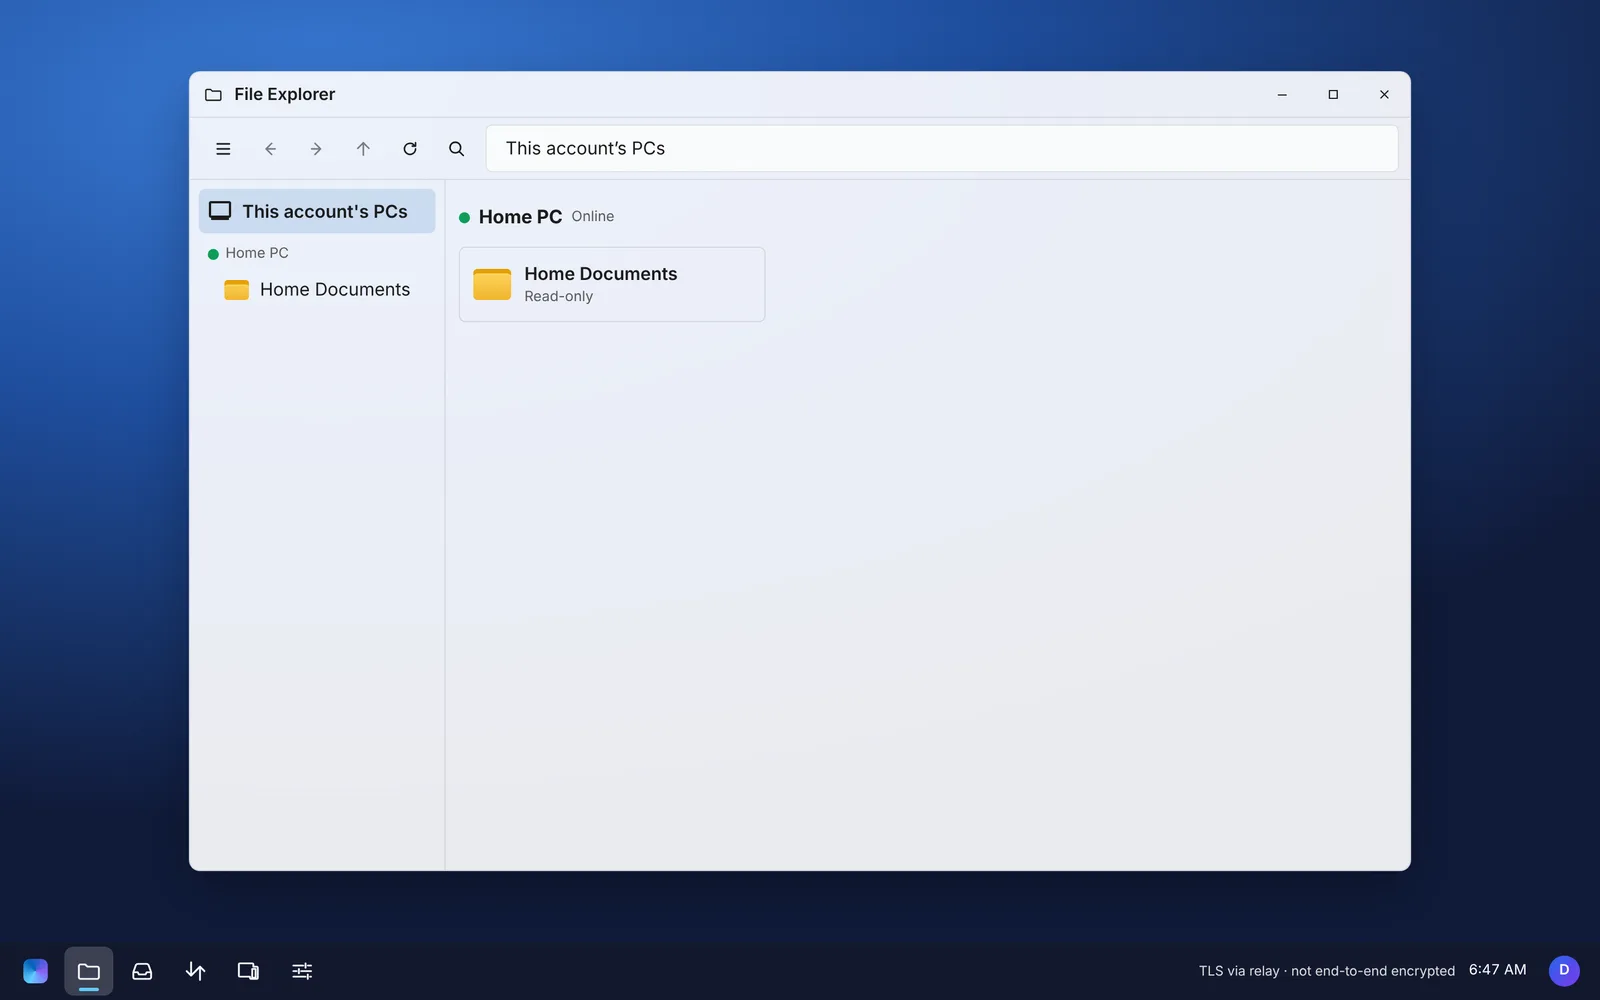 File Explorer
This account’s PCs
This account's PCs
Home PC
Home Documents
Home PC Online
Home Documents
Read-only
TLS via relay · not end-to-end encrypted 6:47 AM D